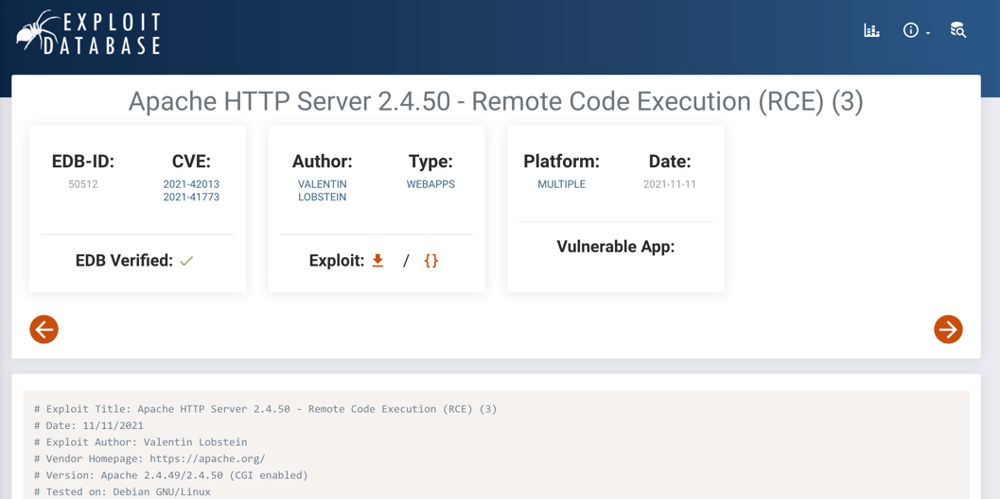 EXPLOIT
DATABASE
Apache HTTP Server 2.4.50 - Remote Code Execution (RCE) (3)
EDB-ID:
50512
CVE:
2021-42013
2021-41773
EDB Verified:
Author:
VALENTIN
LOBSTEIN
Type:
WEBAPPS
Exploit: / {}
Platform:
MULTIPLE
Date:
2021-11-11
Vulnerable App:
# Exploit Title: Apache HTTP Server 2.4.50 - Remote Code Execution (RCE) (3)
# Date: 11/11/2021
# Exploit Author: Valentin Lobstein
# Vendor Homepage: https://apache.org/
# Version: Apache 2.4.49/2.4.50 (CGI enabled)
# Tested on: Debian GNU/Linux